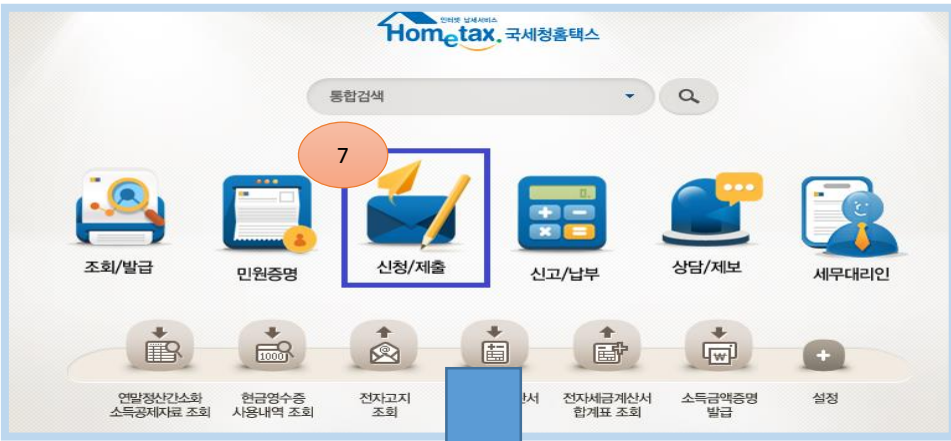 인터넷 납세서비스
Hometax. 국세청홈택스
통합검색
7
조회/발급
민원증명
신청/제출
신고/납부
상담/제보
세무대리인
연말정산간소화
소득공제자료 조회
현금영수증
사용내역 조회
전자고지
조회
전자세금계산서
합계표 조회
소득금액증명
발급
설정